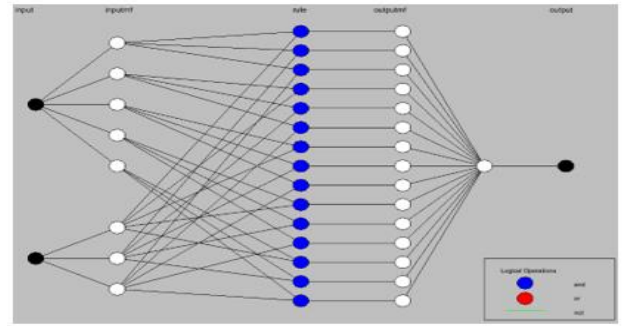 input
inputmf
rule
outputmf
output
Logical Operations
and
or
not